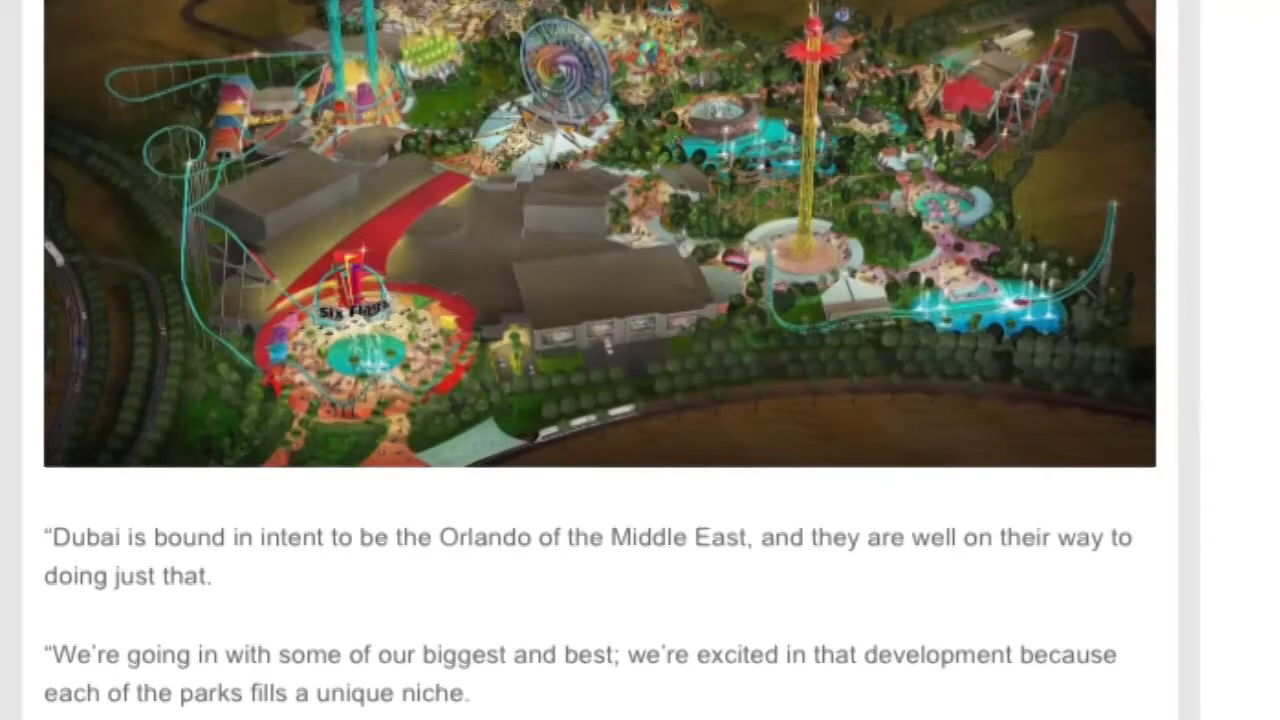 Six Flags
“Dubai is bound in intent to be the Orlando of the Middle East, and they are well on their way to
doing just that.
“We’re going in with some of our biggest and best; we’re excited in that development because
each of the parks fills a unique niche.